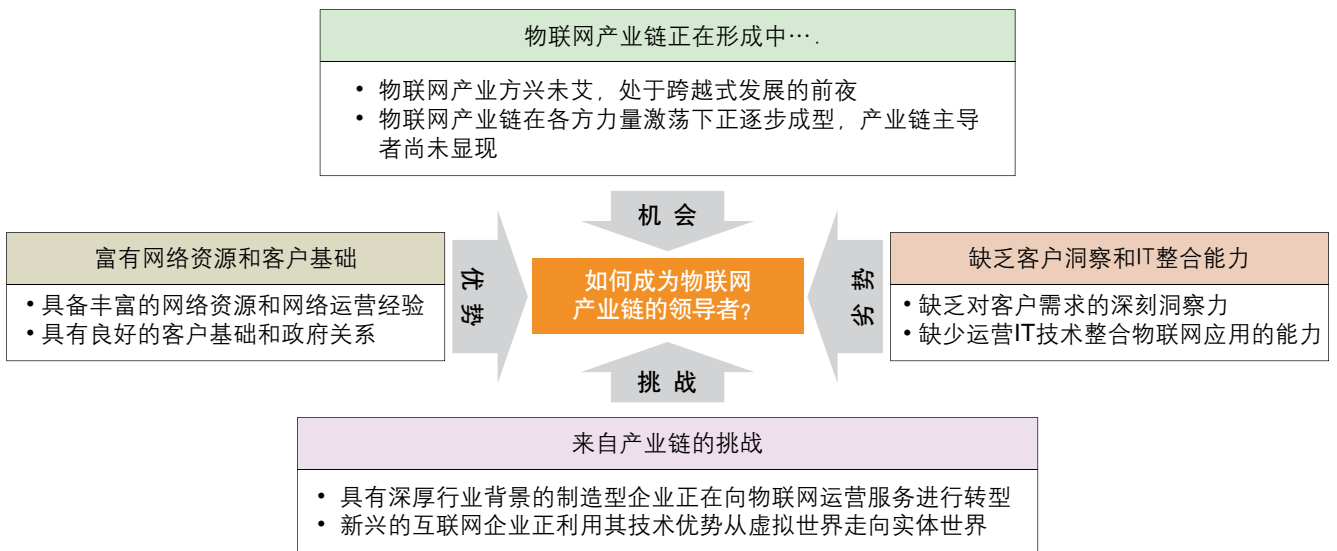 物联网产业链正在形成中….
• 物联网产业方兴未艾，处于跨越式发展的前夜
• 物联网产业链在各方力量激荡下正逐步成型，产业链主导
者尚未显现
机 会
富有网络资源和客户基础
• 具备丰富的网络资源和网络运营经验
• 具有良好的客户基础和政府关系
优 势
如何成为物联网
产业链的领导者？
劣 势
缺乏客户洞察和IT整合能力
• 缺乏对客户需求的深刻洞察力
• 缺少运营IT技术整合物联网应用的能力
挑 战
来自产业链的挑战
• 具有深厚行业背景的制造型企业正在向物联网运营服务进行转型
• 新兴的互联网企业正利用其技术优势从虚拟世界走向实体世界